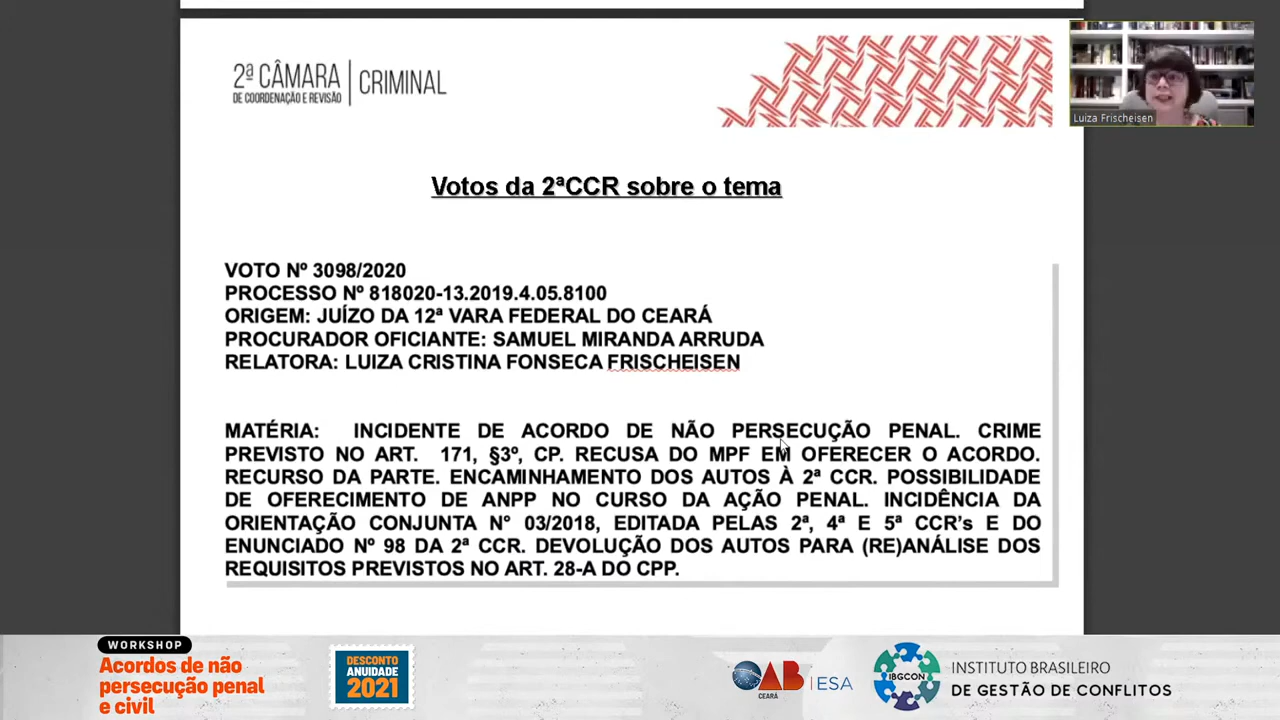 2ª CÂMARA
DE COORDENAÇÃO E REVISÃO
CRIMINAL
Luiza Frischeisen
Votos da 2ªCCR sobre o tema
VOTO Nº 3098/2020
PROCESSO Nº 818020-13.2019.4.05.8100
ORIGEM: JUÍZO DA 12ª VARA FEDERAL DO CEARÁ
PROCURADOR OFICIANTE: SAMUEL MIRANDA ARRUDA
RELATORA: LUIZA CRISTINA FONSECA FRISCHEISEN
MATÉRIA: INCIDENTE DE ACORDO DE NÃO PERSECUÇÃO PENAL. CRIME
PREVISTO NO ART. 171, §3º, CP. RECUSA DO MPF EM OFERECER O ACORDO.
RECURSO DA PARTE. ENCAMINHAMENTO DOS AUTOS À 2ª CCR. POSSIBILIDADE
DE OFERECIMENTO DE ANPP NO CURSO DA AÇÃO PENAL. INCIDÊNCIA DA
ORIENTAÇÃO CONJUNTA N° 03/2018, EDITADA PELAS 2ª, 4ª E 5ª CCR’s E DO
ENUNCIADO Nº 98 DA 2ª CCR. DEVOLUÇÃO DOS AUTOS PARA (RE)ANÁLISE DOS
REQUISITOS PREVISTOS NO ART. 28-A DO CPP.
WORKSHOP
Acordos de não
persecução penal
e civil
DESCONTO
ANUIDADE
2021
OAB
CEARÁ
ESA
IBGCON
INSTITUTO BRASILEIRO
DE GESTÃO DE CONFLITOS